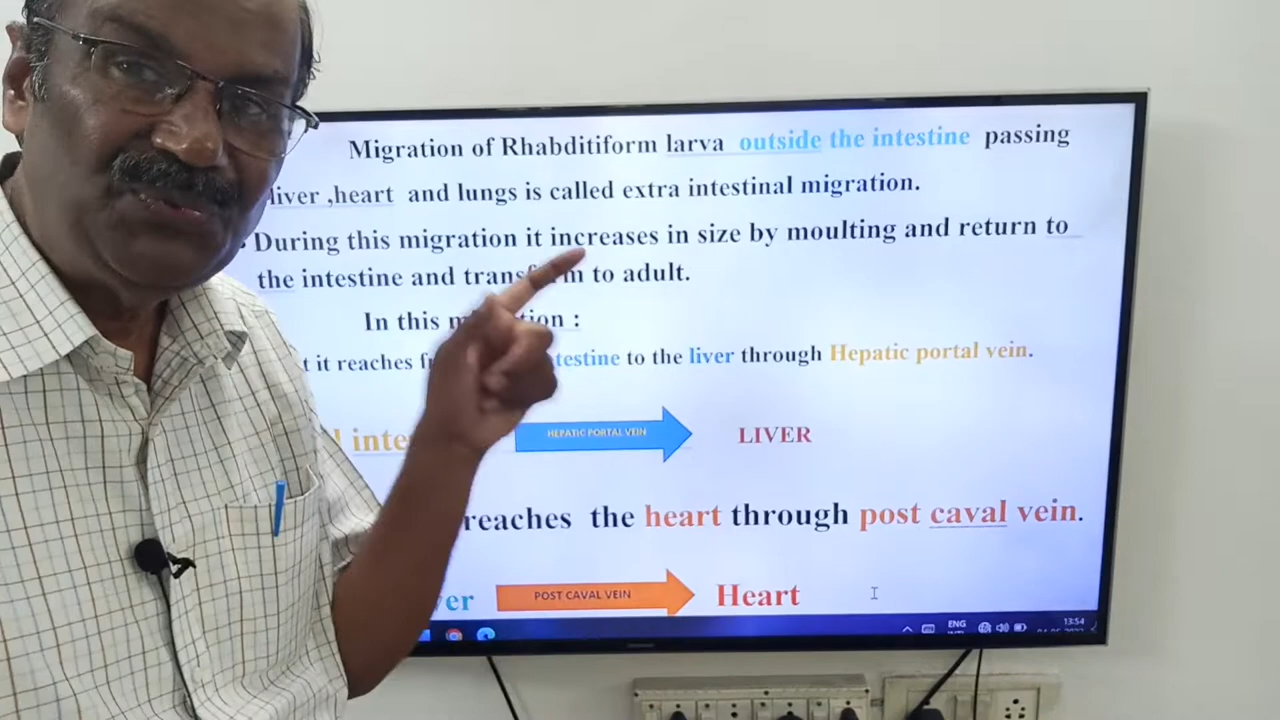 Migration of Rhabditiform larva outside the intestine passing
liver ,heart and lungs is called extra intestinal migration.
During this migration it increases in size by moulting and return to
the intestine and transform to adult.
In this :
it reaches to the liver through Hepatic portal vein.
HEPATIC PORTAL VEIN LIVER
reaches the heart through post caval vein.
POST CAVAL VEIN Heart
ENG 13:54